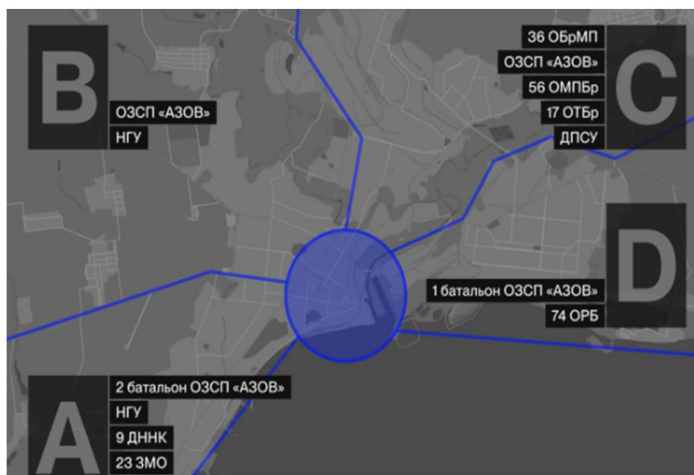 B
ОЗСП «АЗОВ»
НГУ
36 ОБрМП
ОЗСП «АЗОВ»
56 ОМПБр
17 ОТБр
ДПСУ
C
1 батальон ОЗСП «АЗОВ»
74 ОРБ
D
A
2 батальон ОЗСП «АЗОВ»
НГУ
9 ДННК
23 ЗМО